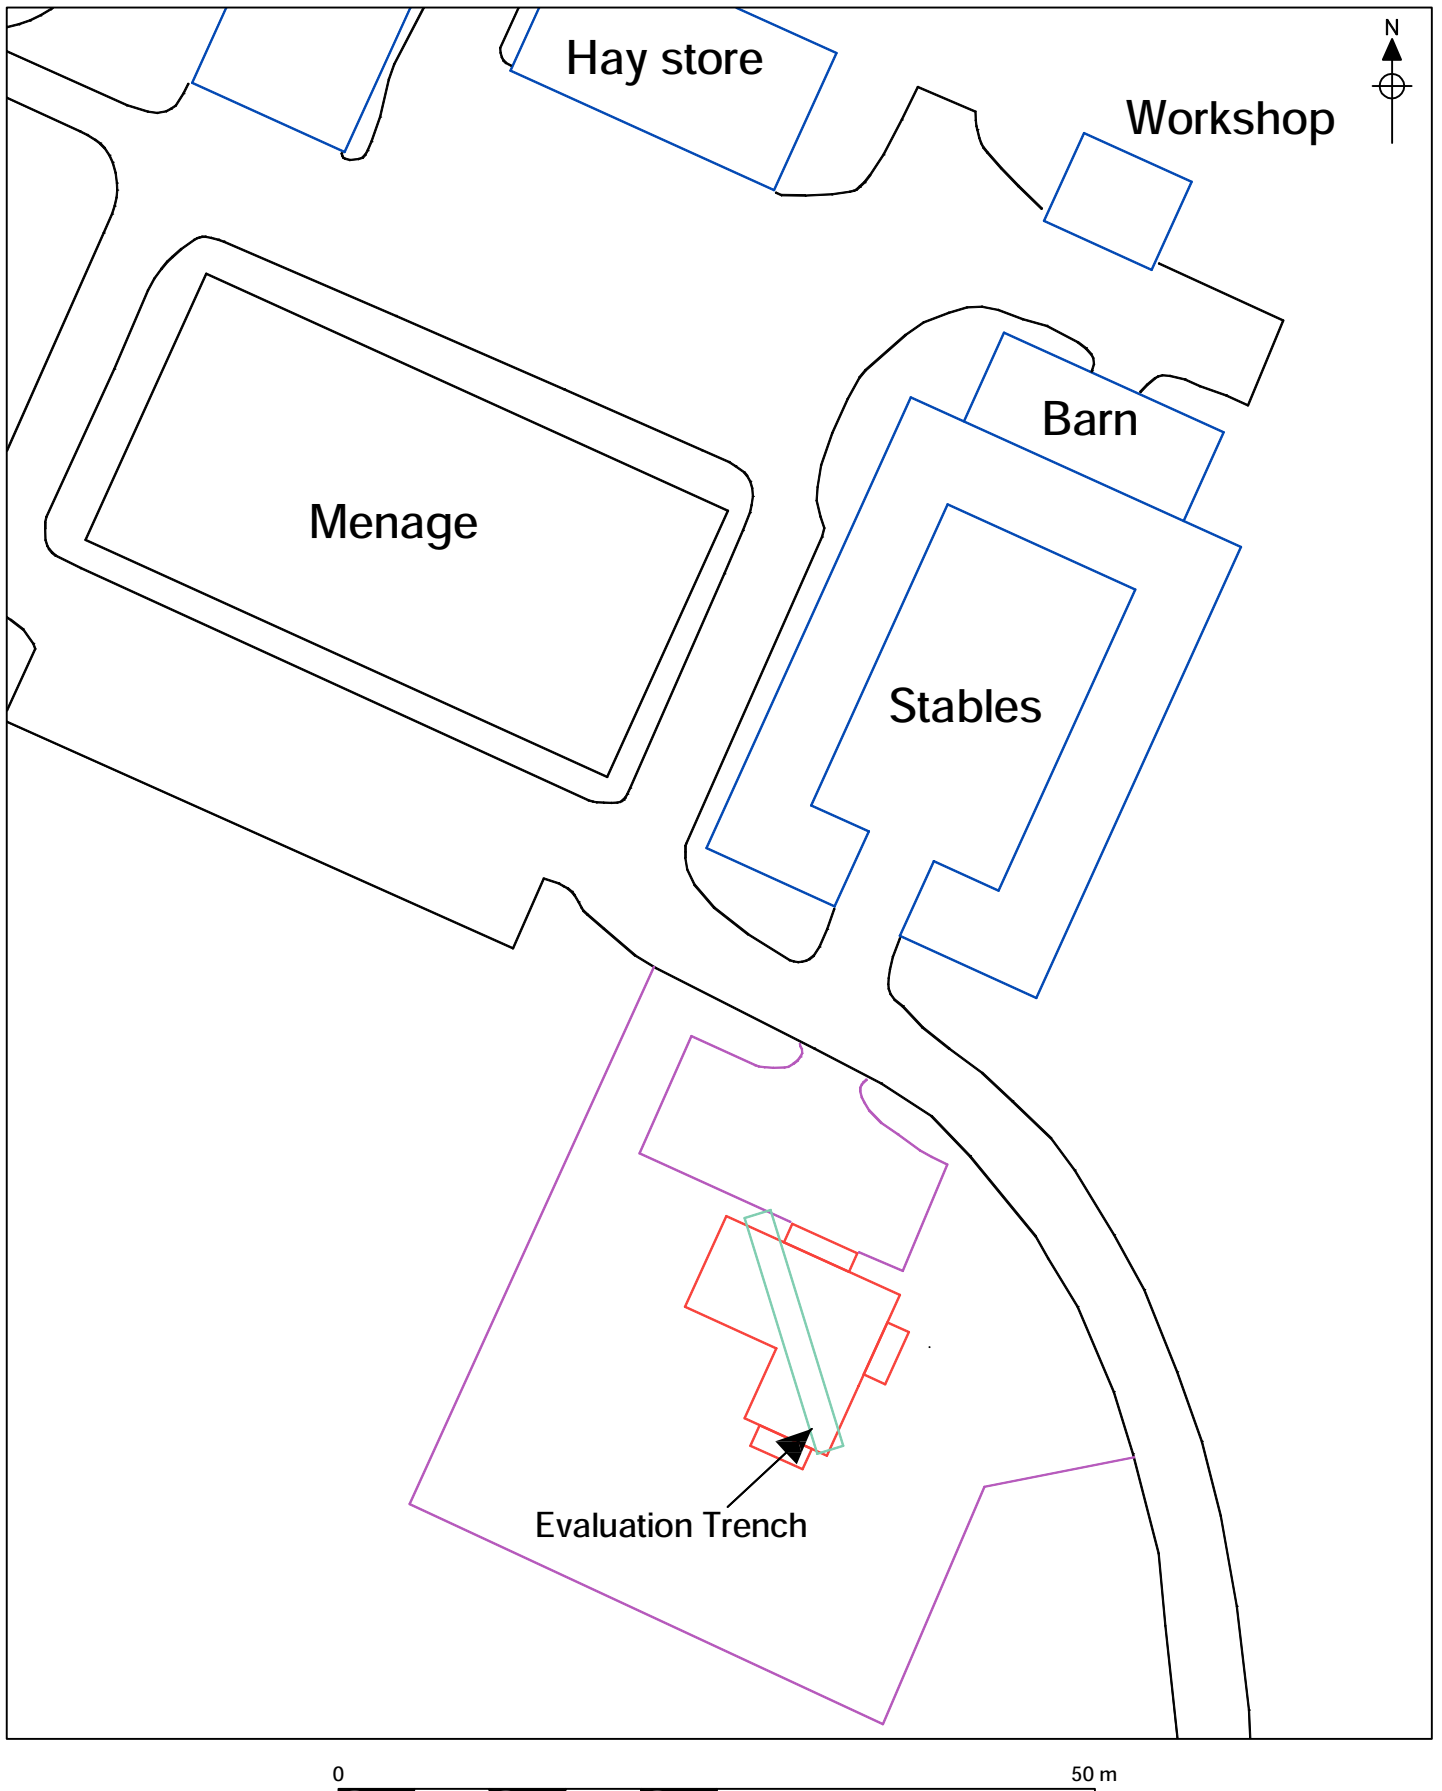 N
Hay store
Workshop
Barn
Menage
Stables
Evaluation Trench
0 50 m